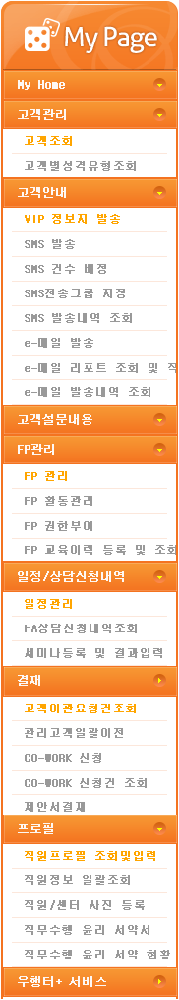 My Page
My Home
고객관리
고객조회
고객별성격유형조회
고객안내
VIP 정보지 발송
SMS 발송
SMS 건수 배정
SMS전송그룹 지정
SMS 발송내역 조회
e-메일 발송
e-메일 리포트 조회 및 직
e-메일 발송내역 조회
고객설문내용
FP관리
FP 관리
FP 활동관리
FP 권한부여
FP 교육이력 등록 및 조회
일정/상담신청내역
일정관리
FA상담신청내역조회
세미나등록 및 결과입력
결재
고객이관요청건조회
관리고객일괄이전
CO-WORK 신청
CO-WORK 신청건 조회
제안서결재
프로필
직원프로필 조회및입력
직원정보 일괄조회
직원/센터 사진 등록
직무수행 윤리 서약서
직무수행 윤리 서약 현황
우행터+ 서비스